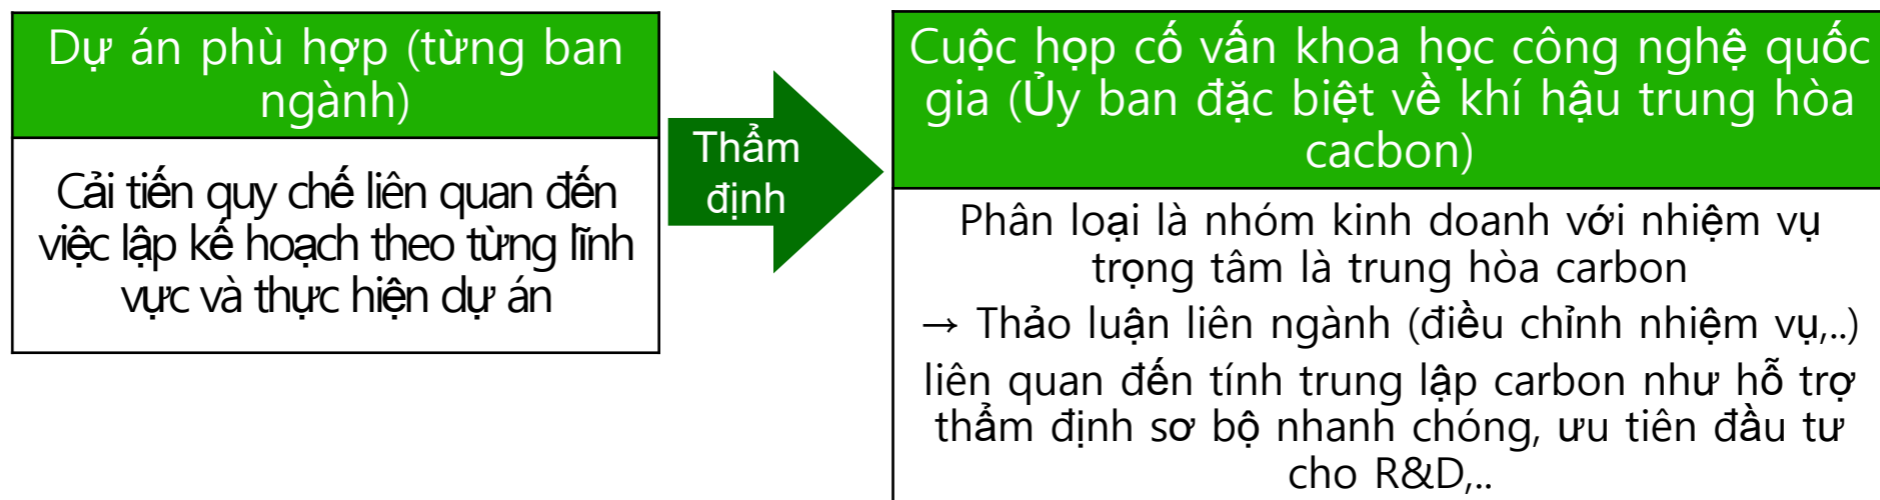 Dự án phù hợp (từng ban
ngành)
Cải tiến quy chế liên quan đến
việc lập kế hoạch theo từng lĩnh
vực và thực hiện dự án
Thẩm
định
Cuộc họp cố vấn khoa học công nghệ quốc
gia (Ủy ban đặc biệt về khí hậu trung hòa
cacbon)
Phân loại là nhóm kinh doanh với nhiệm vụ
trọng tâm là trung hòa carbon
→ Thảo luận liên ngành (điều chỉnh nhiệm vụ,..)
liên quan đến tính trung lập carbon như hỗ trợ
thẩm định sơ bộ nhanh chóng, ưu tiên đầu tư
cho R&D,..